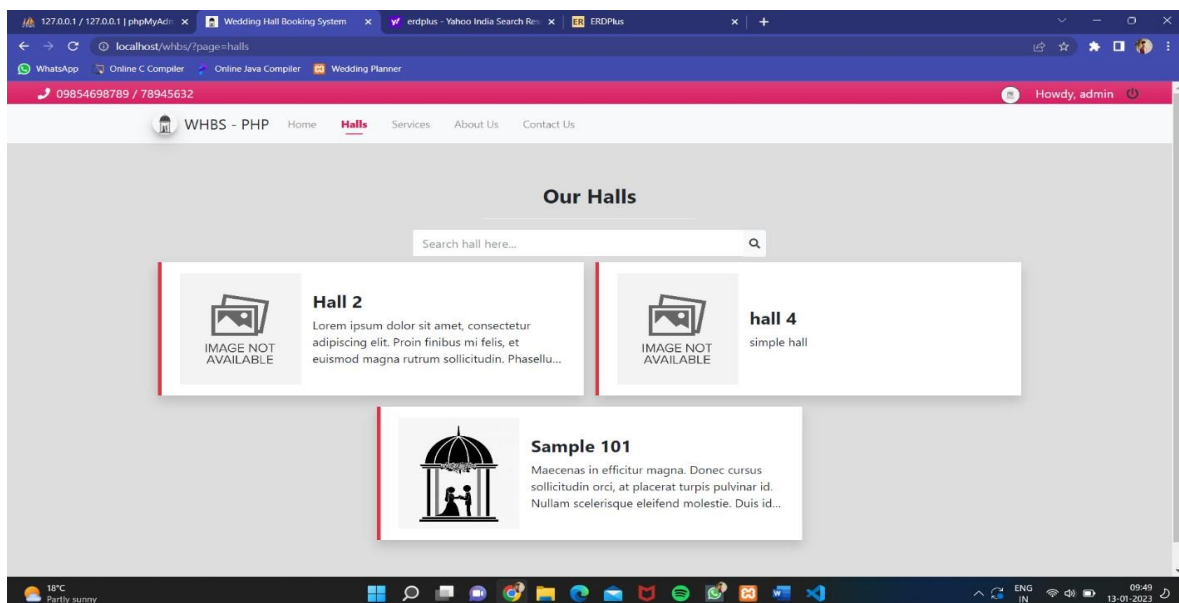 127.0.0.1 / 127.0.0.1 | phpMyAdm
Wedding Hall Booking System
erdplus - Yahoo India Search Res
ER ERDPlus
localhost/whbs/?page=halls
WhatsApp Online C Compiler Online Java Compiler Wedding Planner
09854698789 / 78945632
Howdy, admin
WHBS - PHP Home Halls Services About Us Contact Us
Our Halls
Search hall here...
IMAGE NOT
AVAILABLE
Hall 2
Lorem ipsum dolor sit amet, consectetur
adipiscing elit. Proin finibus mi felis, et
euismod magna rutrum sollicitudin. Phasellu...
IMAGE NOT
AVAILABLE
hall 4
simple hall
Sample 101
Maecenas in efficitur magna. Donec cursus
sollicitudin orci, at placerat turpis pulvinar id.
Nullam scelerisque eleifend molestie. Duis id...
18°C
Partly sunny
ENG
IN
09:49
13-01-2023